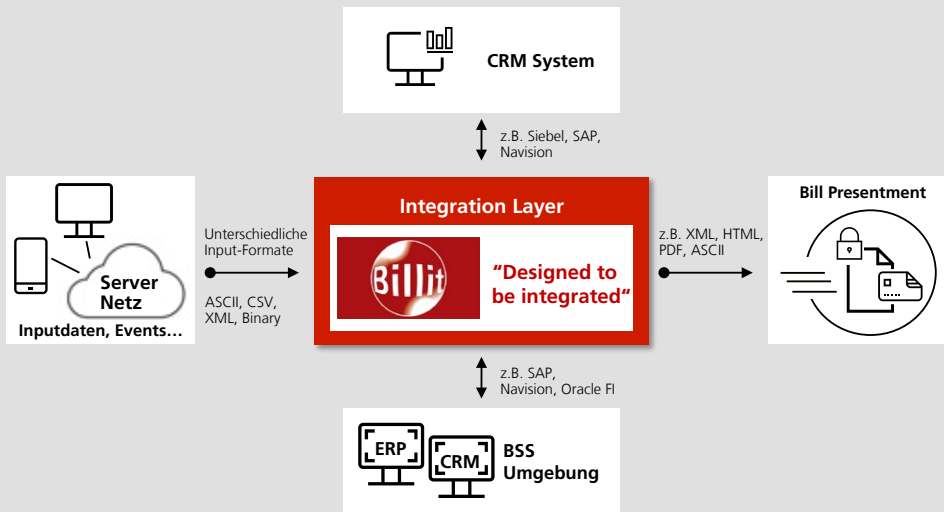 CRM System
z.B. Siebel, SAP,
Navision
Server
Netz
Inputdaten, Events...
Unterschiedliche
Input-Formate
ASCII, CSV,
XML, Binary
Integration Layer
Billit
“Designed to
be integrated“
z.B. XML, HTML,
PDF, ASCII
Bill Presentment
z.B. SAP,
Navision, Oracle FI
ERP
CRM
BSS
Umgebung